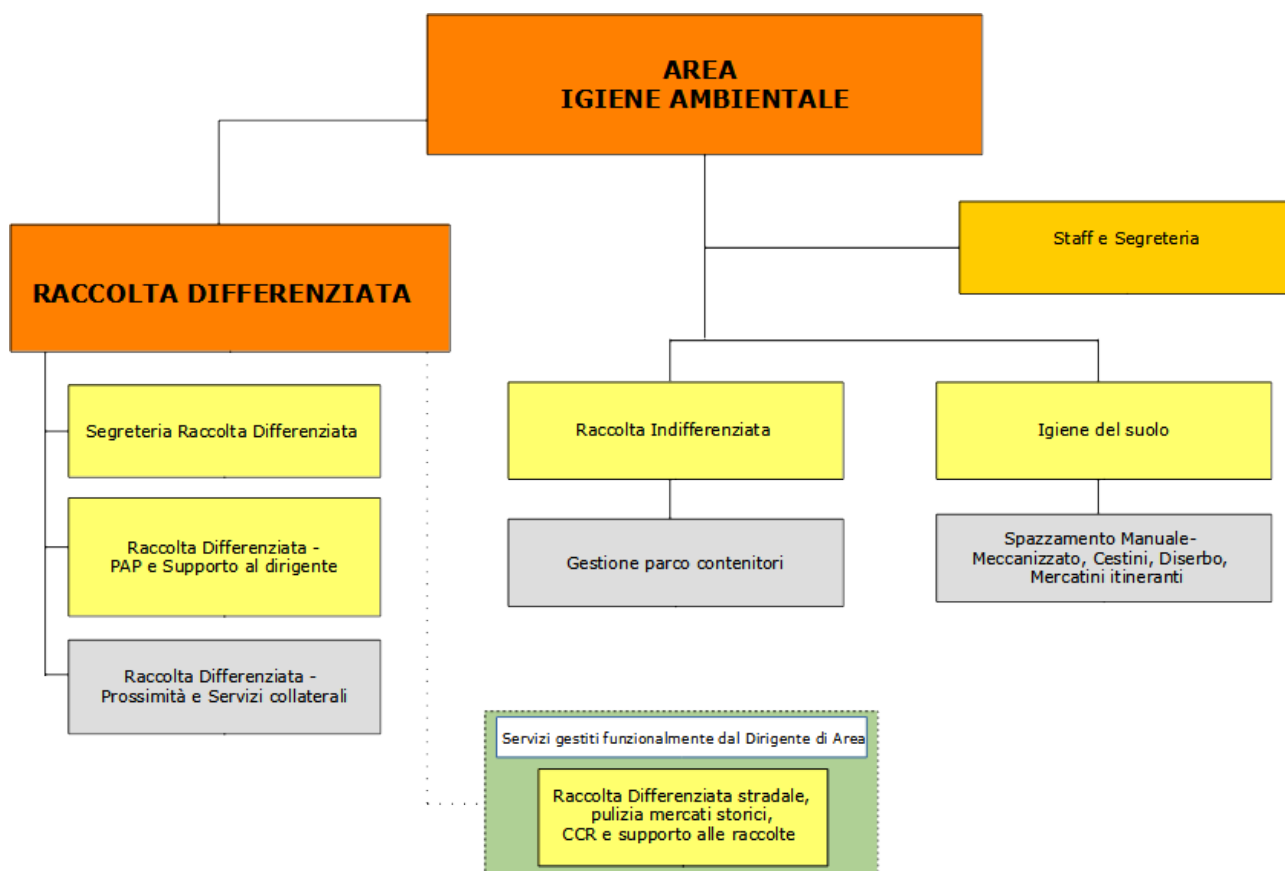 AREA
IGIENE AMBIENTALE
Staff e Segreteria
RACCOLTA DIFFERENZIATA
Segreteria Raccolta Differenziata
Raccolta Differenziata -
PAP e Supporto al dirigente
Raccolta Differenziata -
Prossimità e Servizi collaterali
Raccolta Indifferenziata
Igiene del suolo
Gestione parco contenitori
Spazzamento Manuale-
Meccanizzato, Cestini, Diserbo,
Mercatini itineranti
Servizi gestiti funzionalmente dal Dirigente di Area
Raccolta Differenziata stradale,
pulizia mercati storici,
CCR e supporto alle raccolte